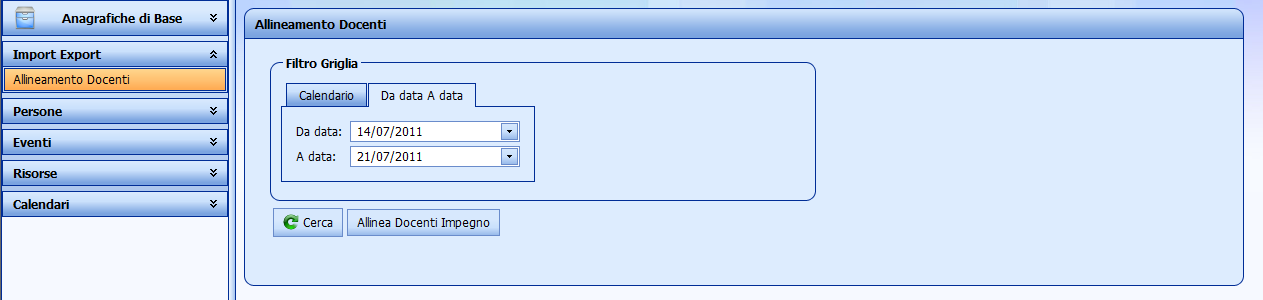 Anagrafiche di Base
Import Export
Allineamento Docenti
Persone
Eventi
Risorse
Calendari
Allineamento Docenti
Filtro Griglia
Calendario Da data A data
Da data: 14/07/2011
A data: 21/07/2011
Cerca Allinea Docenti Impegno